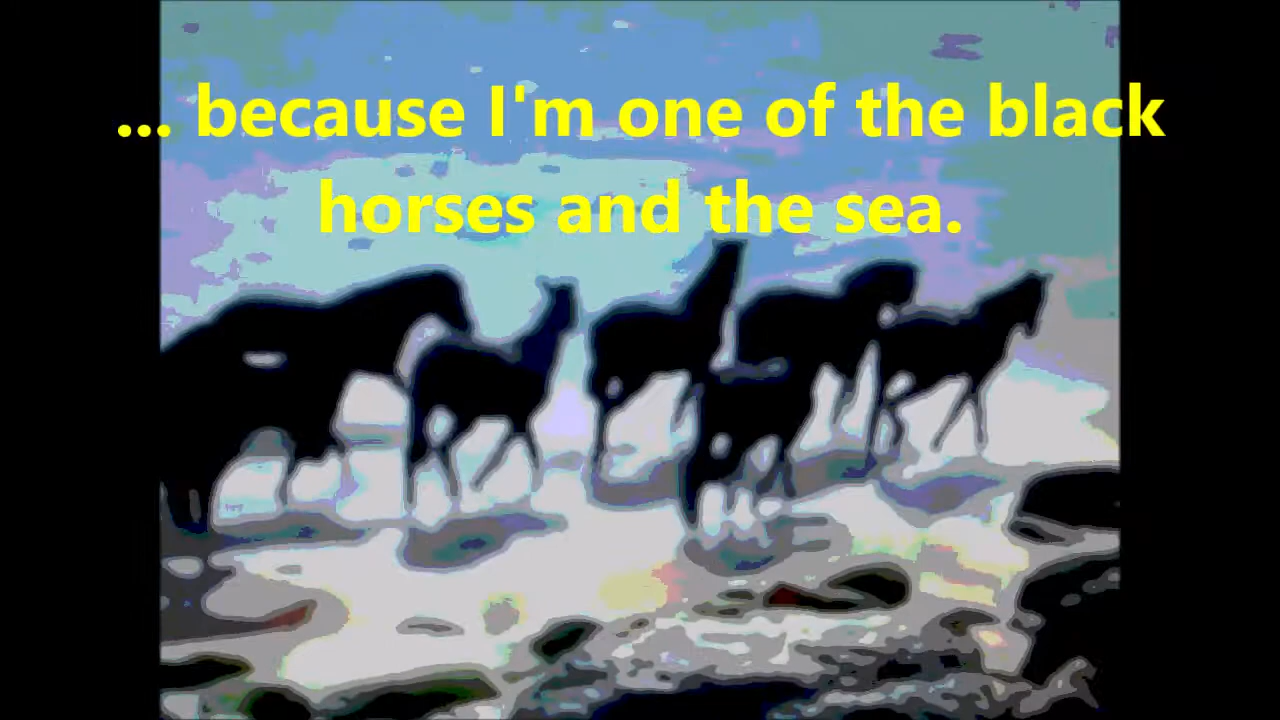 ... because I'm one of the black
horses and the sea.